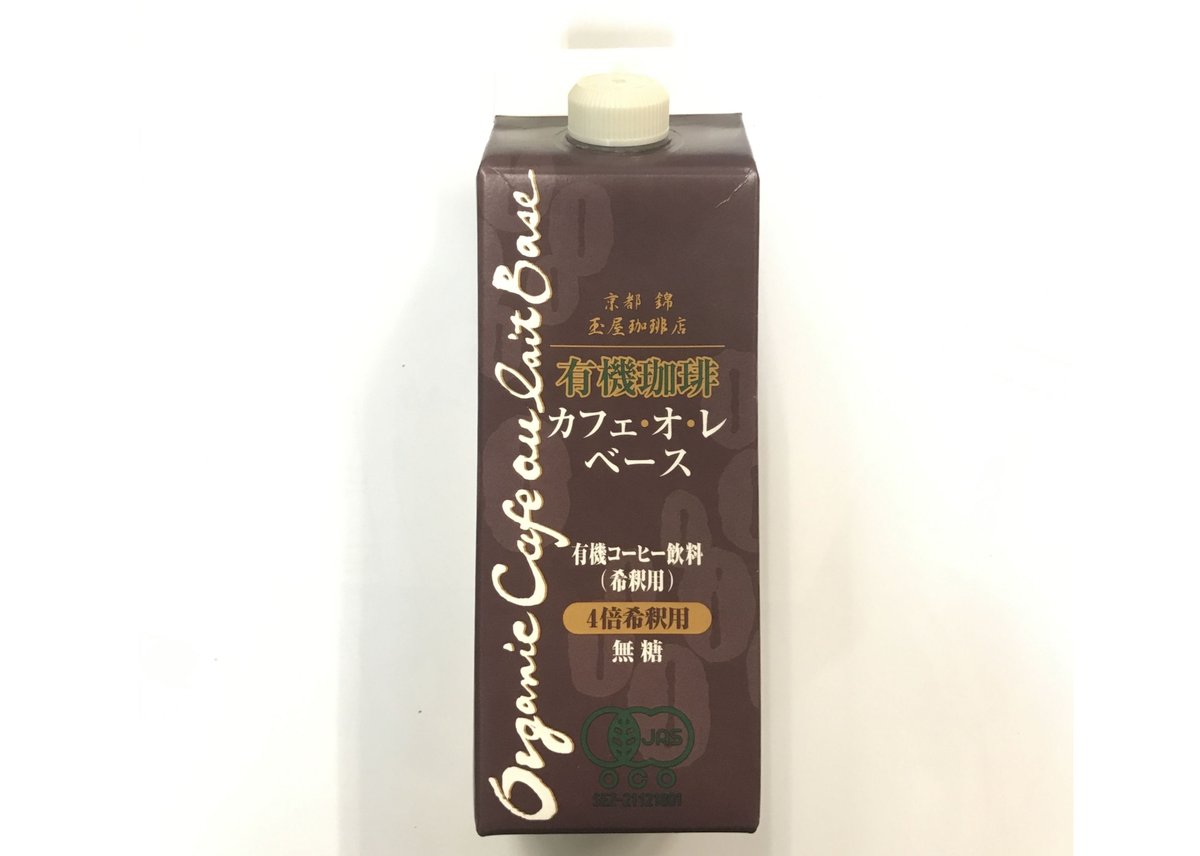 Organic Cafe au lait Base
京都 錦
玉屋珈琲店
有機珈琲
カフェ・オ・レ
ベース
有機コーヒー飲料
(希釈用)
4倍希釈用
無糖
JAS
OCO